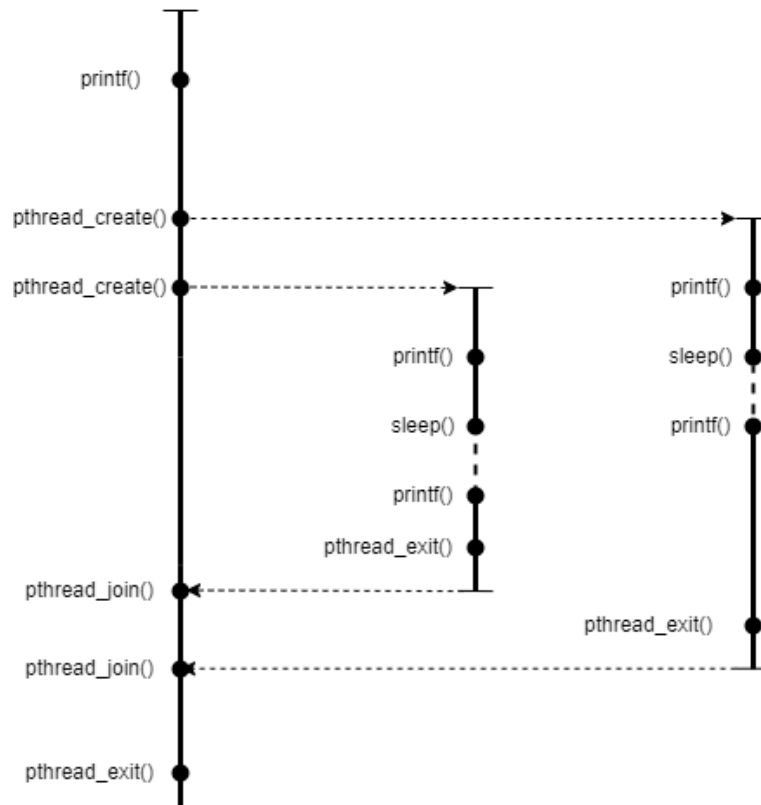 printf()
pthread_create()
pthread_create()
printf()
printf()
sleep()
sleep()
printf()
printf()
pthread_exit()
pthread_join()
pthread_exit()
pthread_join()
pthread_exit()